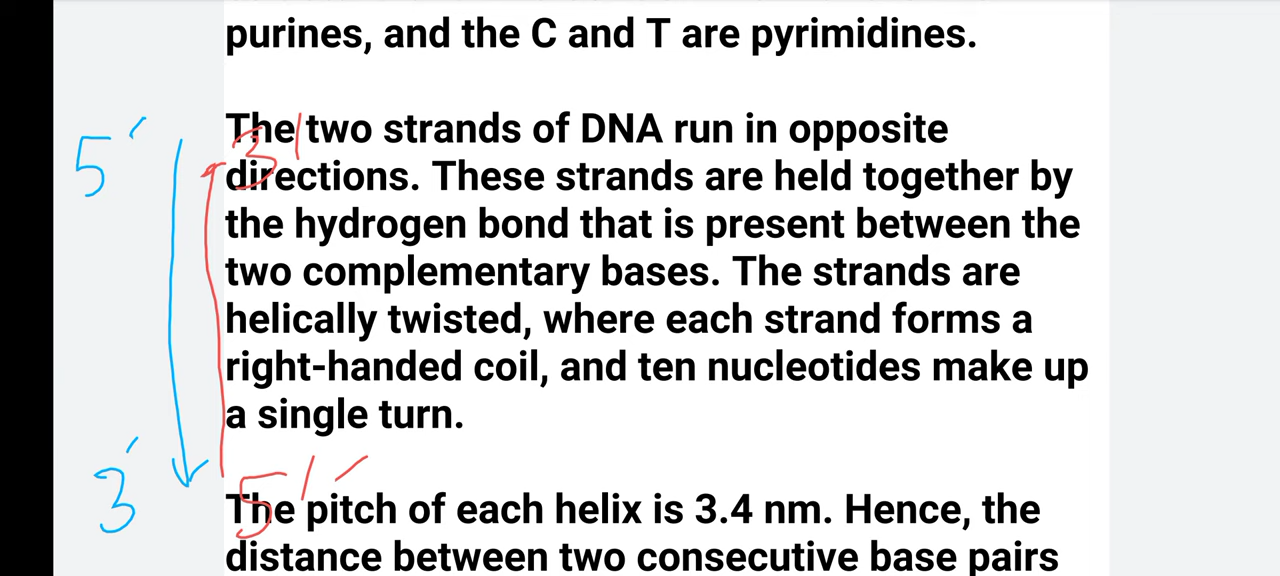 purines, and the C and T are pyrimidines.
5'
3'
The two strands of DNA run in opposite
directions. These strands are held together by
the hydrogen bond that is present between the
two complementary bases. The strands are
helically twisted, where each strand forms a
right-handed coil, and ten nucleotides make up
a single turn.
3'
5'
The pitch of each helix is 3.4 nm. Hence, the
distance between two consecutive base pairs